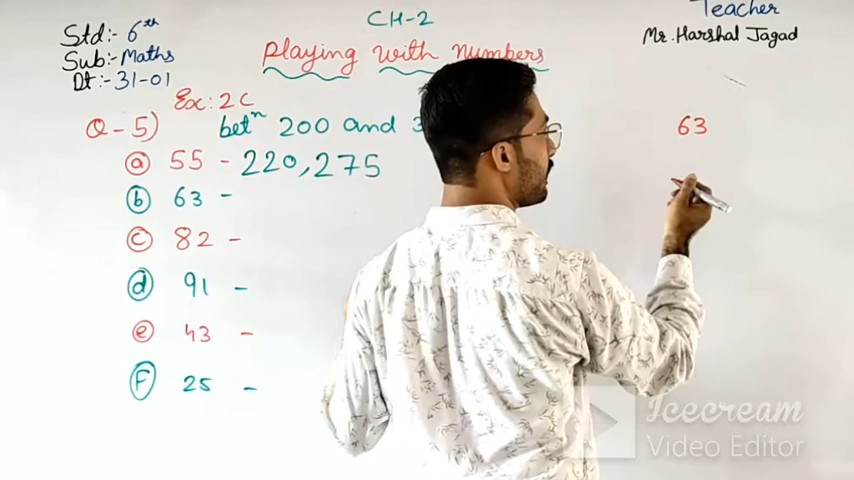 CH-2
Teacher
Std:- 6th
Sub:- Maths
Dt:- 31-01
Playing with Numbers
Mr. Harshal Jagad
Ex: 2C
Q-5) betn 200 and 3
63
(a) 55 - 220, 275
(b) 63 -
(c) 82 -
(d) 91 -
(e) 43 -
(F) 25 -
Icecream
Video Editor